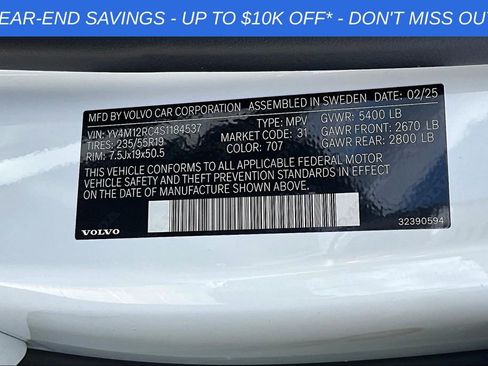 EAR-END SAVINGS - UP TO $10K OFF* - DON'T MISS OUT
MFD BY VOLVO CAR CORPORATION ASSEMBLED IN SWEDEN DATE: 02/25
VIN: YV4M12RC4S1184537 TYPE: MPV GVWR: 5400 LB
TIRES: 235/55R19 MARKET CODE: 31 GAWR FRONT: 2670 LB
RIM: 7.5Jx19x50.5 COLOR: 707 GAWR REAR: 2800 LB
THIS VEHICLE CONFORMS TO ALL APPLICABLE FEDERAL MOTOR
VEHICLE SAFETY AND THEFT PREVENTION STANDARDS IN EFFECT
ON THE DATE OF MANUFACTURE SHOWN ABOVE.
VOLVO 32390594